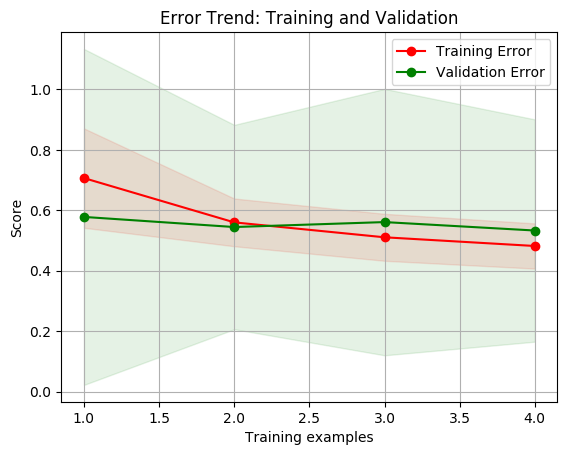 Error Trend: Training and Validation
Training Error
Validation Error
Score
1.0
0.8
0.6
0.4
0.2
0.0
1.0 1.5 2.0 2.5 3.0 3.5 4.0
Training examples